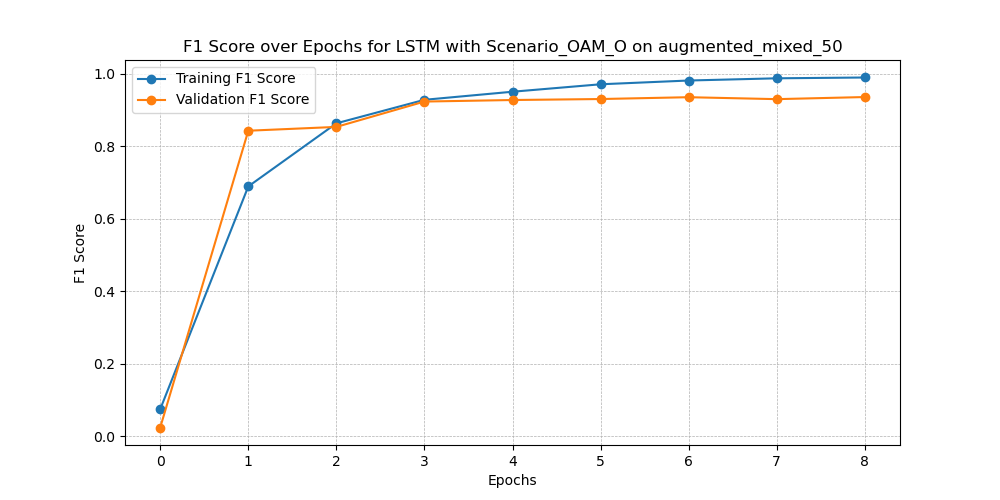 F1 Score over Epochs for LSTM with Scenario_OAM_O on augmented_mixed_50
Training F1 Score
Validation F1 Score
F1 Score
1.0
0.8
0.6
0.4
0.2
0.0
0 1 2 3 4 5 6 7 8
Epochs